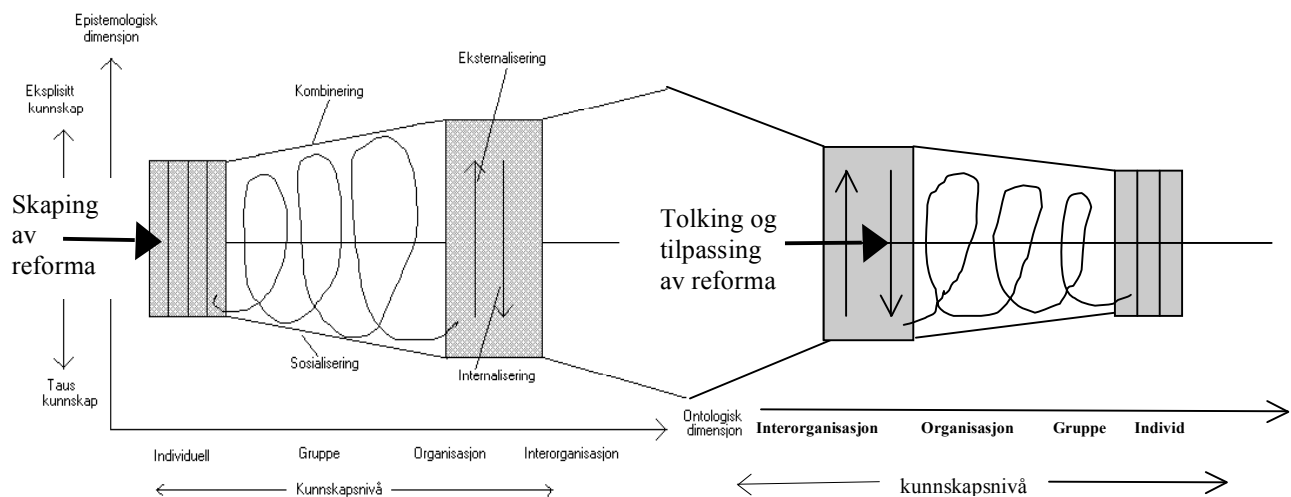 Epistemologisk
dimensjon
Eksplisitt
kunnskap
Kombinering
Eksternalisering
Skaping
av
reforma
Tolking og
tilpassing
av reforma
Taus
kunnskap
Sosialisering
Internalisering
Ontologisk
dimensjon
Individuell
Gruppe
Organisasjon
Interorganisasjon
Kunnskapsnivå
Interorganisasjon
Organisasjon
Gruppe
Individ
kunnskapsnivå